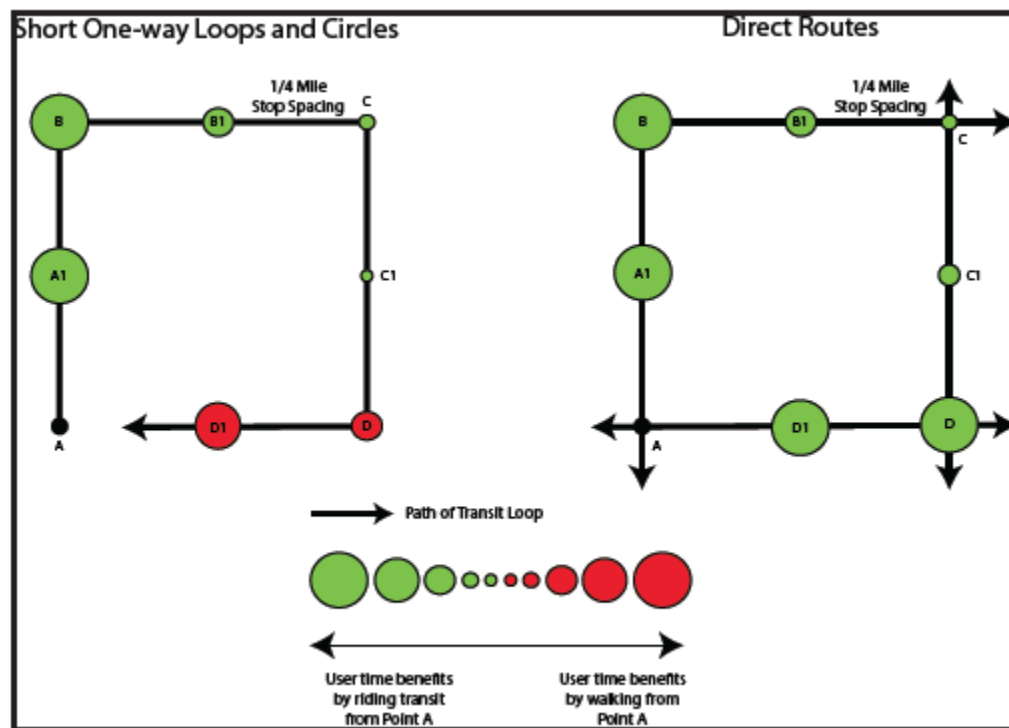 Short One-way Loops and Circles
Direct Routes
1/4 Mile
Stop Spacing
C
B
B1
A1
C1
A
D1
D
1/4 Mile
Stop Spacing
B
B1
C
A1
C1
A
D1
D
Path of Transit Loop
User time benefits
by riding transit
from Point A
User time benefits
by walking from
Point A